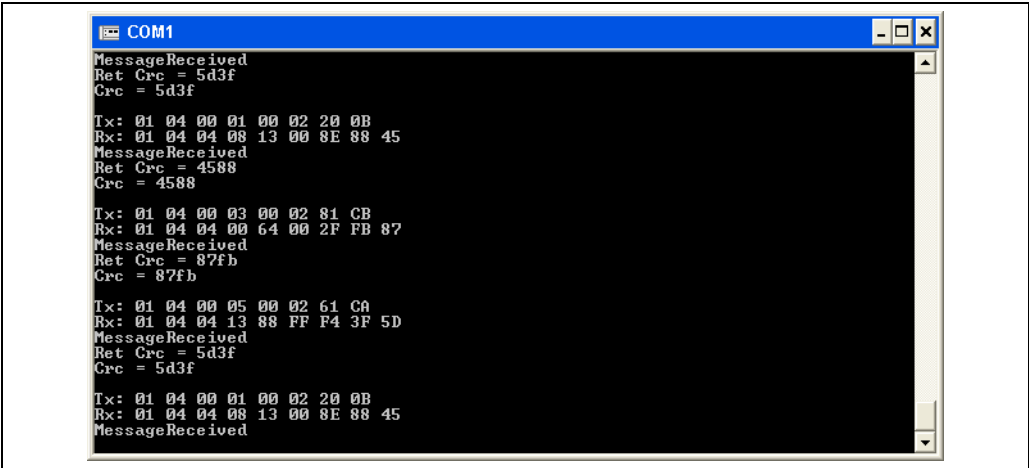 COM1
MessageReceived
Ret Crc = 5d3f
Crc = 5d3f
Tx: 01 04 00 01 00 02 20 0B
Rx: 01 04 04 08 13 00 8E 88 45
MessageReceived
Ret Crc = 4588
Crc = 4588
Tx: 01 04 00 03 00 02 81 CB
Rx: 01 04 04 00 64 00 2F FB 87
MessageReceived
Ret Crc = 87fb
Crc = 87fb
Tx: 01 04 00 05 00 02 61 CA
Rx: 01 04 04 13 88 FF F4 3F 5D
MessageReceived
Ret Crc = 5d3f
Crc = 5d3f
Tx: 01 04 00 01 00 02 20 0B
Rx: 01 04 04 08 13 00 8E 88 45
MessageReceived